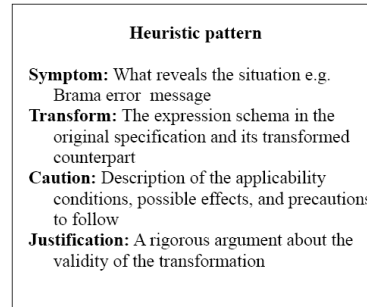 Heuristic pattern
Symptom: What reveals the situation e.g.
Brama error message
Transform: The expression schema in the
original specification and its transformed
counterpart
Caution: Description of the applicability
conditions, possible effects, and precautions
to follow
Justification: A rigorous argument about the
validity of the transformation